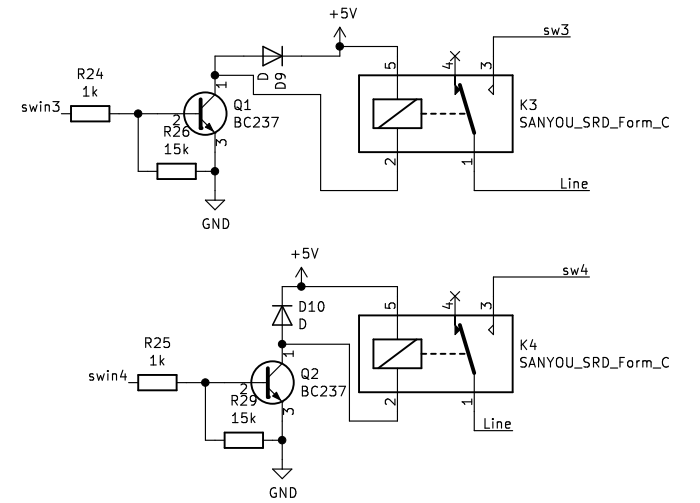 +5V
sw3
R24
1k
swin3
D
D9
5
4
3
1
Q1
BC237
2
R26
15k
3
K3
SANYOU_SRD_Form_C
2
1
Line
GND
+5V
sw4
D10
D
5
4
3
R25
1k
swin4
1
Q2
BC237
2
R29
15k
3
K4
SANYOU_SRD_Form_C
2
1
Line
GND